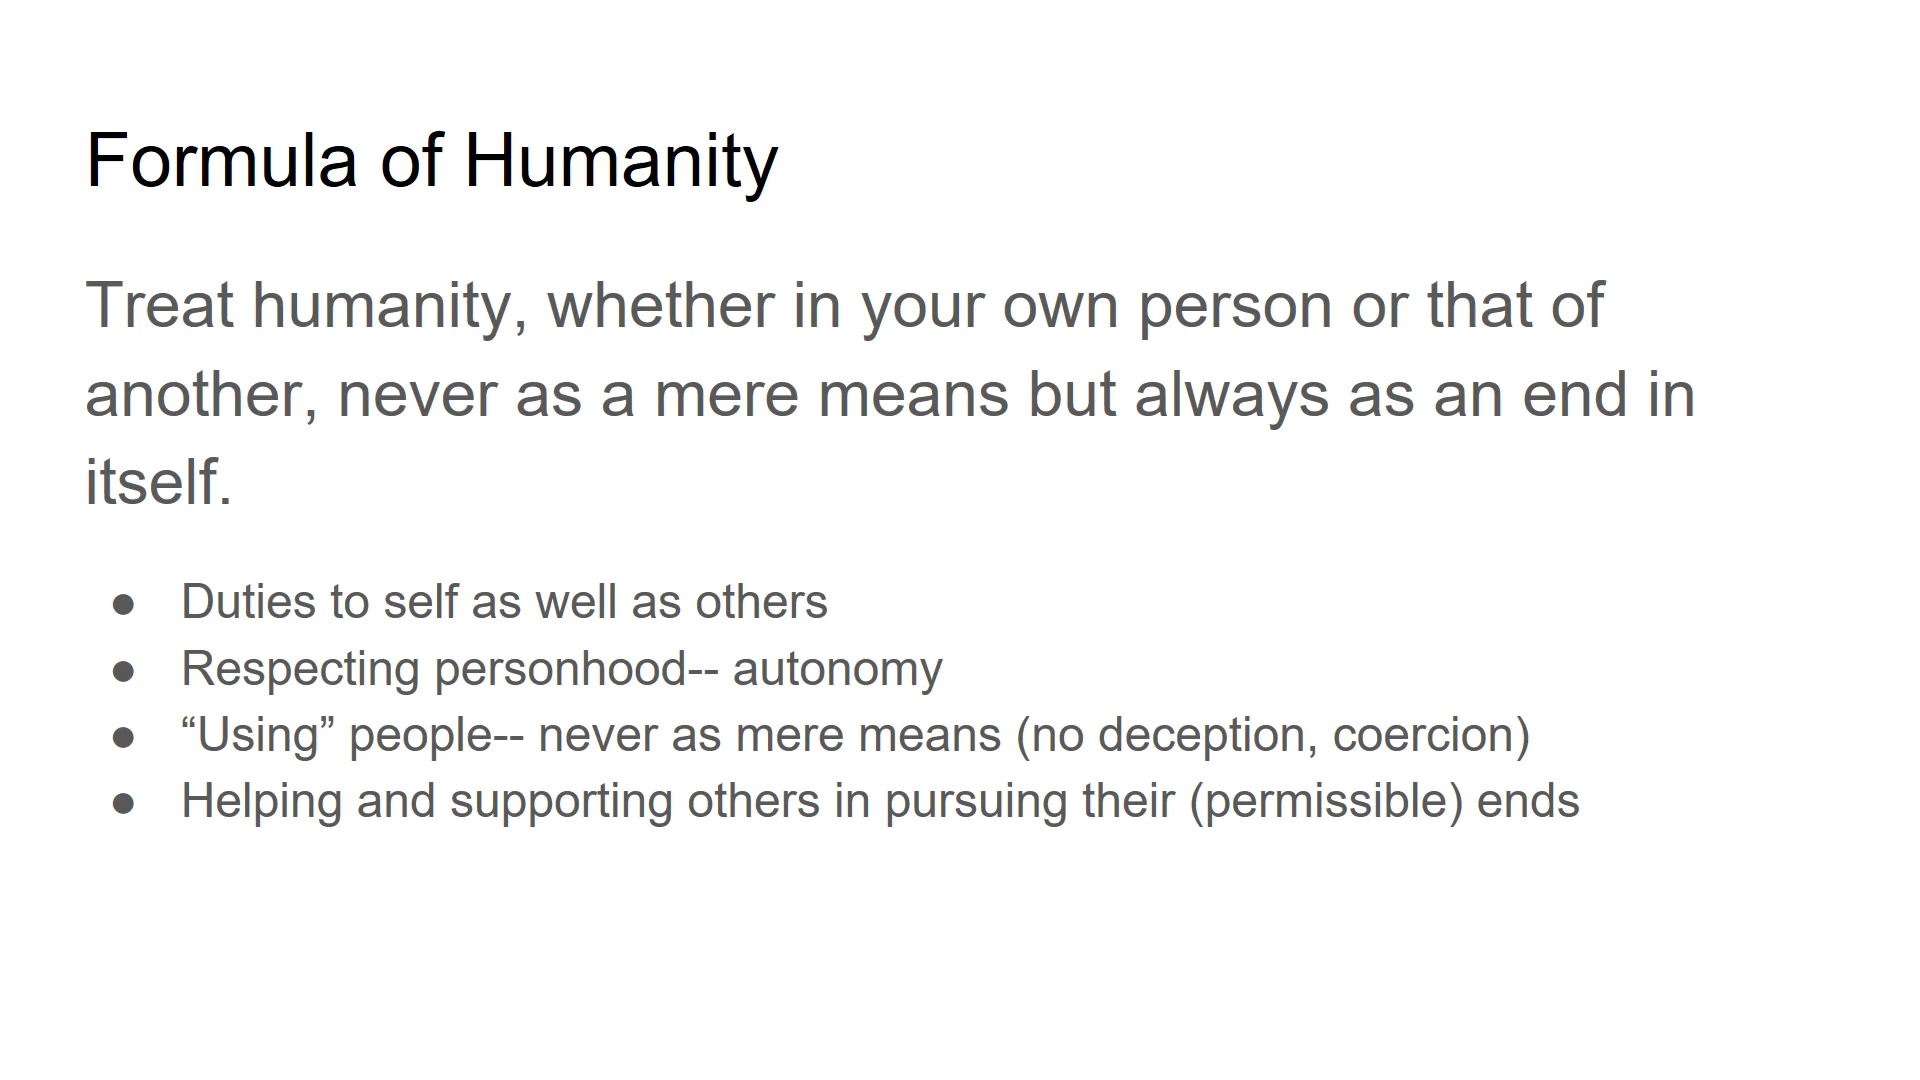 Formula of Humanity
Treat humanity, whether in your own person or that of
another, never as a mere means but always as an end in
itself.
● Duties to self as well as others
● Respecting personhood-- autonomy
● “Using” people-- never as mere means (no deception, coercion)
● Helping and supporting others in pursuing their (permissible) ends